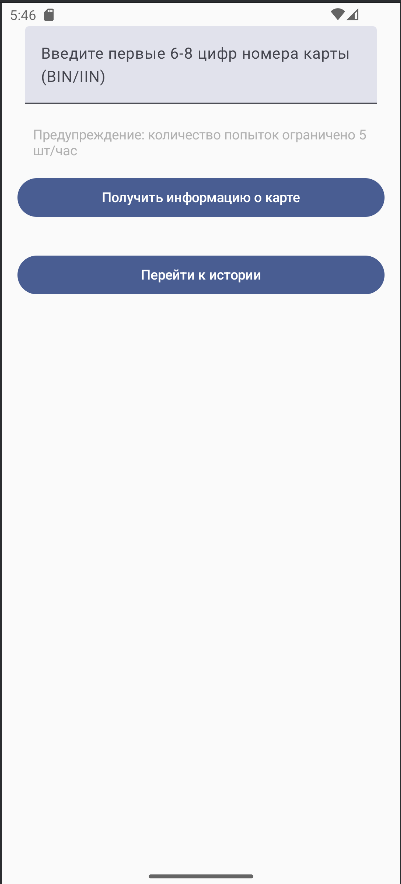 5:46
Введите первые 6-8 цифр номера карты
(BIN/IIN)
Предупреждение: количество попыток ограничено 5
шт/час
Получить информацию о карте
Перейти к истории